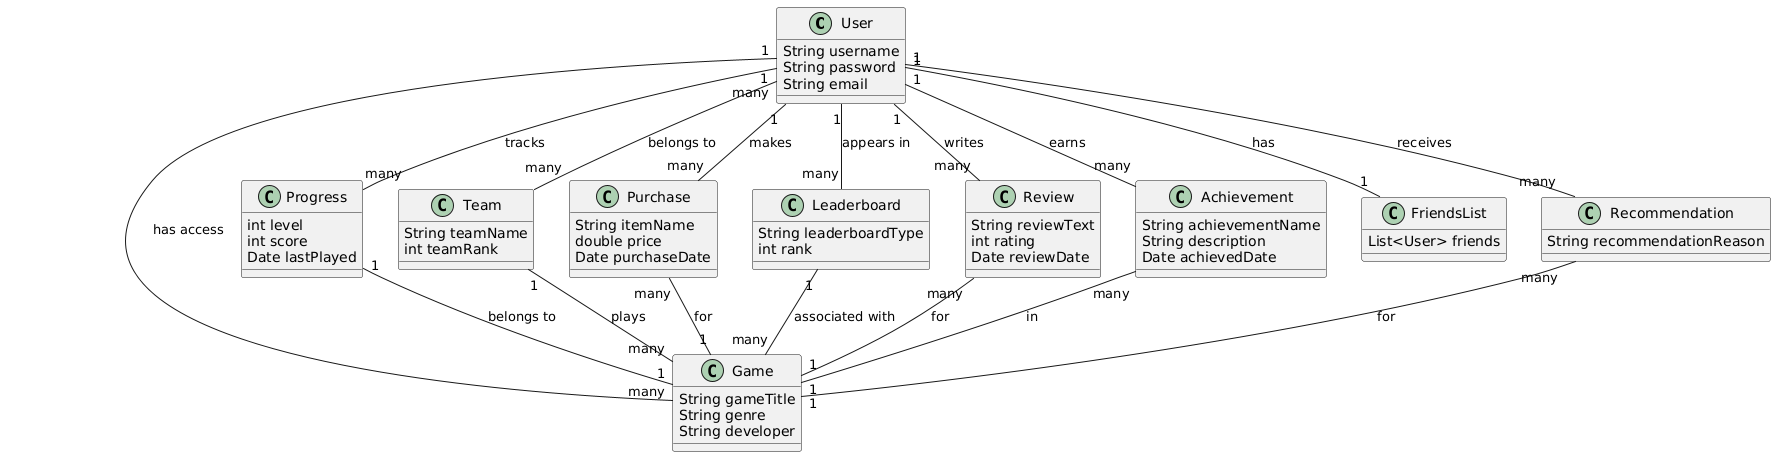 C User
String username
String password
String email
1
1
many
1
1
1
1
1
1
has access
tracks
belongs to
makes
appears in
writes
earns
has
receives
many
many
many
many
many
many
1
many
C Progress
int level
int score
Date lastPlayed
C Team
String teamName
int teamRank
C Purchase
String itemName
double price
Date purchaseDate
C Leaderboard
String leaderboardType
int rank
C Review
String reviewText
int rating
Date reviewDate
C Achievement
String achievementName
String description
Date achievedDate
C FriendsList
List<User> friends
C Recommendation
String recommendationReason
1
1
many
1
many
many
many
belongs to
plays
for
associated with
for
in
for
many
1
many
1
many
1
1
1
C Game
String gameTitle
String genre
String developer